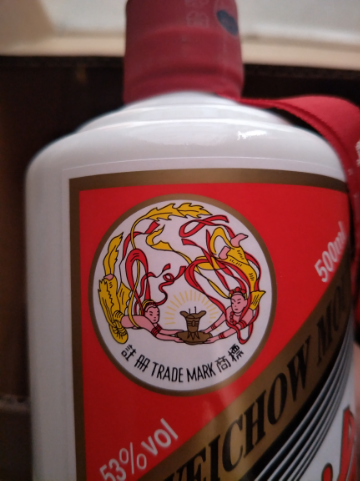 500ml
註册 TRADE MARK 商標
53% vol
WEICHOW MO